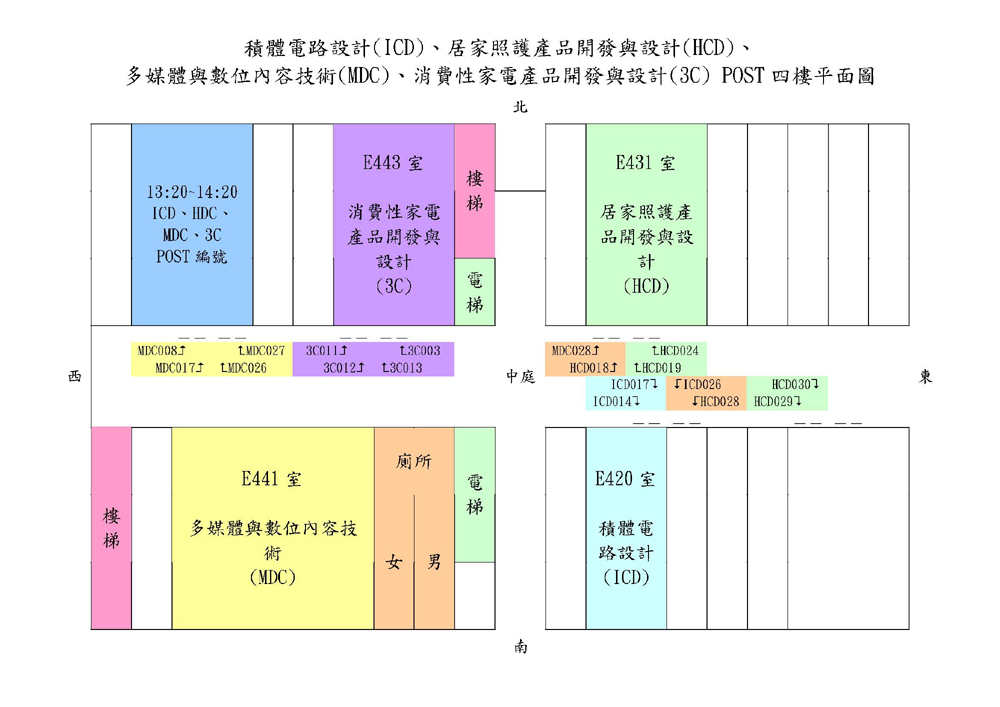 積體電路設計(ICD)、居家照護產品開發與設計(HCD)、
多媒體與數位內容技術(MDC)、消費性家電產品開發與設計(3C) POST 四樓平面圖
北
13:20~14:20
ICD、HDC、
MDC、3C
POST 編號
E443 室
消費性家電
產品開發與
設計
(3C)
樓
梯
電
梯
E431 室
居家照護產
品開發與設
計
(HCD)
MDC008↥ ↥MDC027
MDC017↥ ↥MDC026
3C011↥ ↥3C003
3C012↥ ↥3C013
MDC028↥ ↥HCD024
HCD018↥ ↥HCD019
西
中庭
東
ICD017↴ ↴ICD026 HCD030↴
ICD014↴ ↴HCD028 HCD029↴
樓
梯
E441 室
多媒體與數位內容技
術
(MDC)
廁所
女 男
電
梯
E420 室
積體電
路設計
(ICD)
南